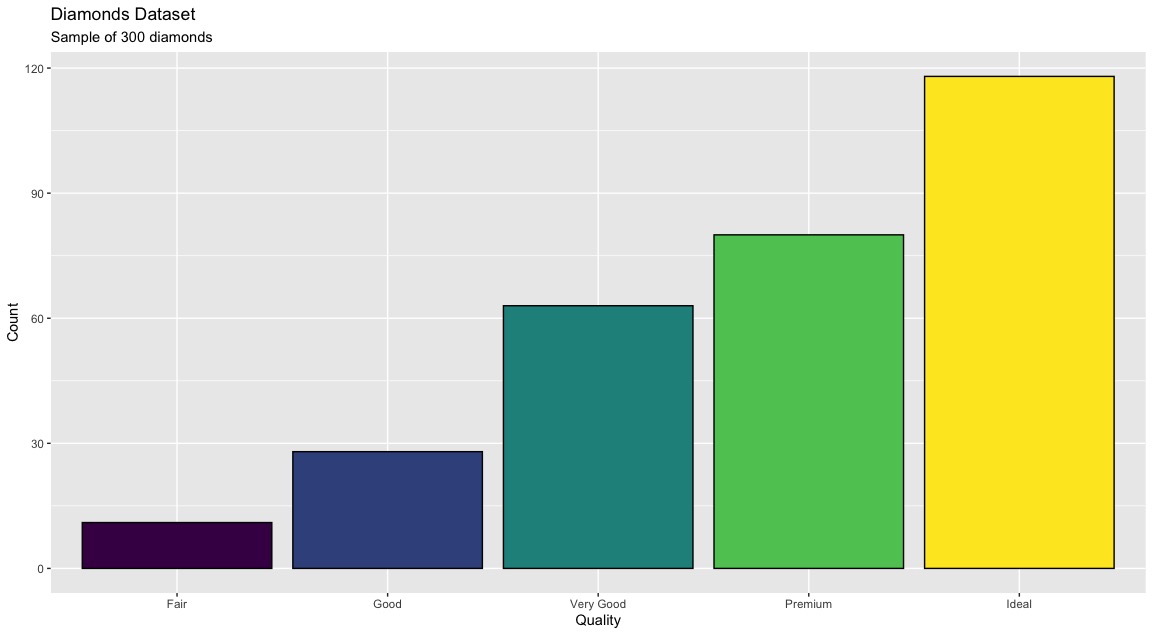 Diamonds Dataset
Sample of 300 diamonds
120
90
60
30
0
Count
Fair Good Very Good Premium Ideal
Quality